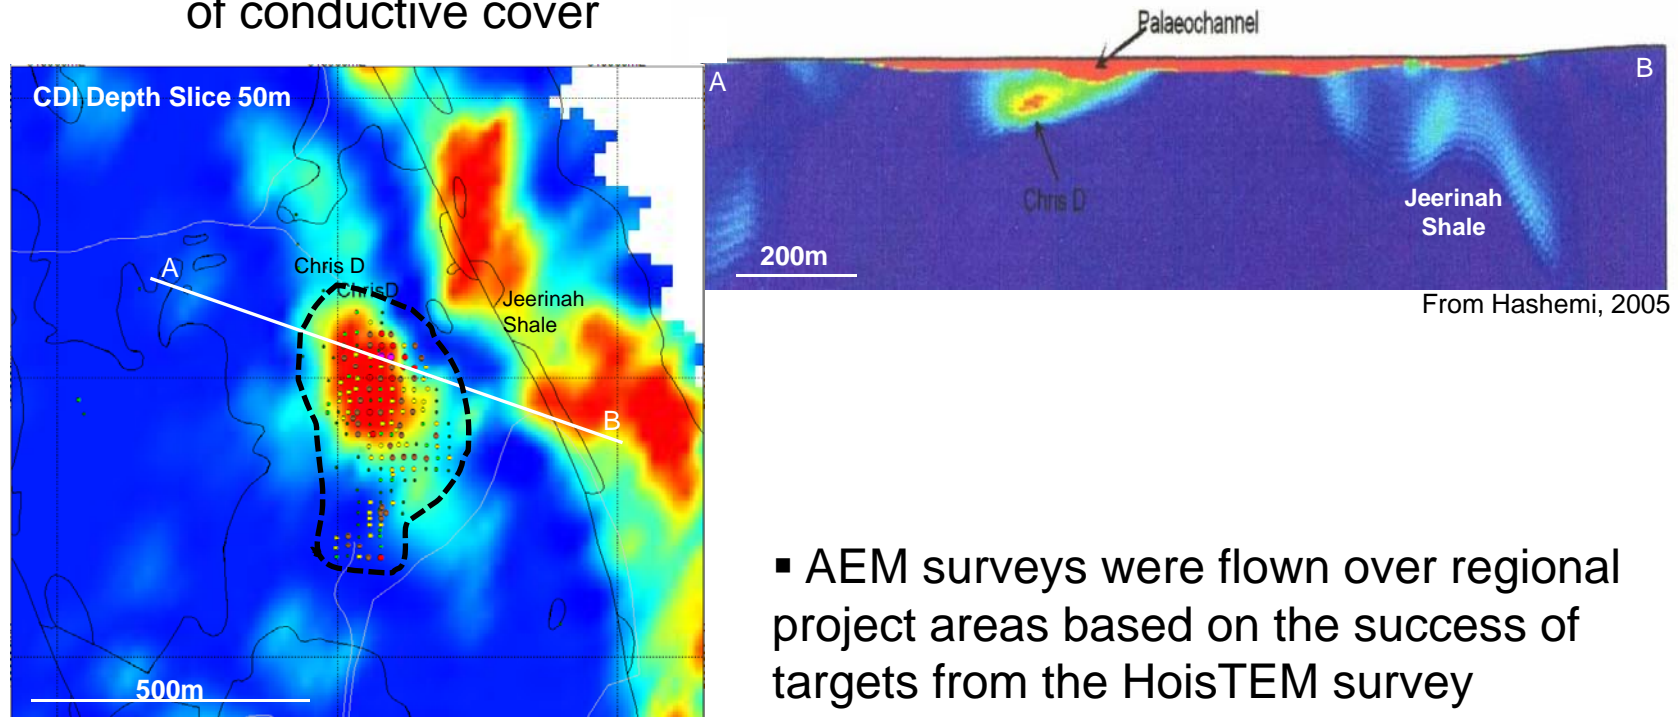 of conductive cover
CDI Depth Slice 50m
A
Chris D
ChrisD
Jeerinah
Shale
B
500m
Palaeochannel
A
B
Chris D
Jeerinah
Shale
200m
From Hashemi, 2005
▪ AEM surveys were flown over regional
project areas based on the success of
targets from the HoisTEM survey